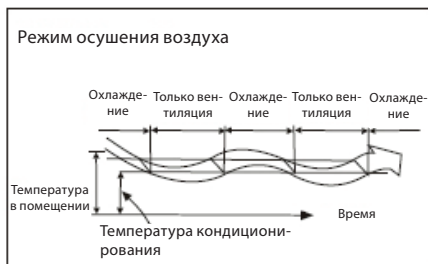 Режим осушения воздуха
Охлажде-
ние
Только вен-
тиляция
Охлажде-
ние
Только вен-
тиляция
Охлажде-
ние
Температура
в помещении
Время
Температура кондициони-
рования